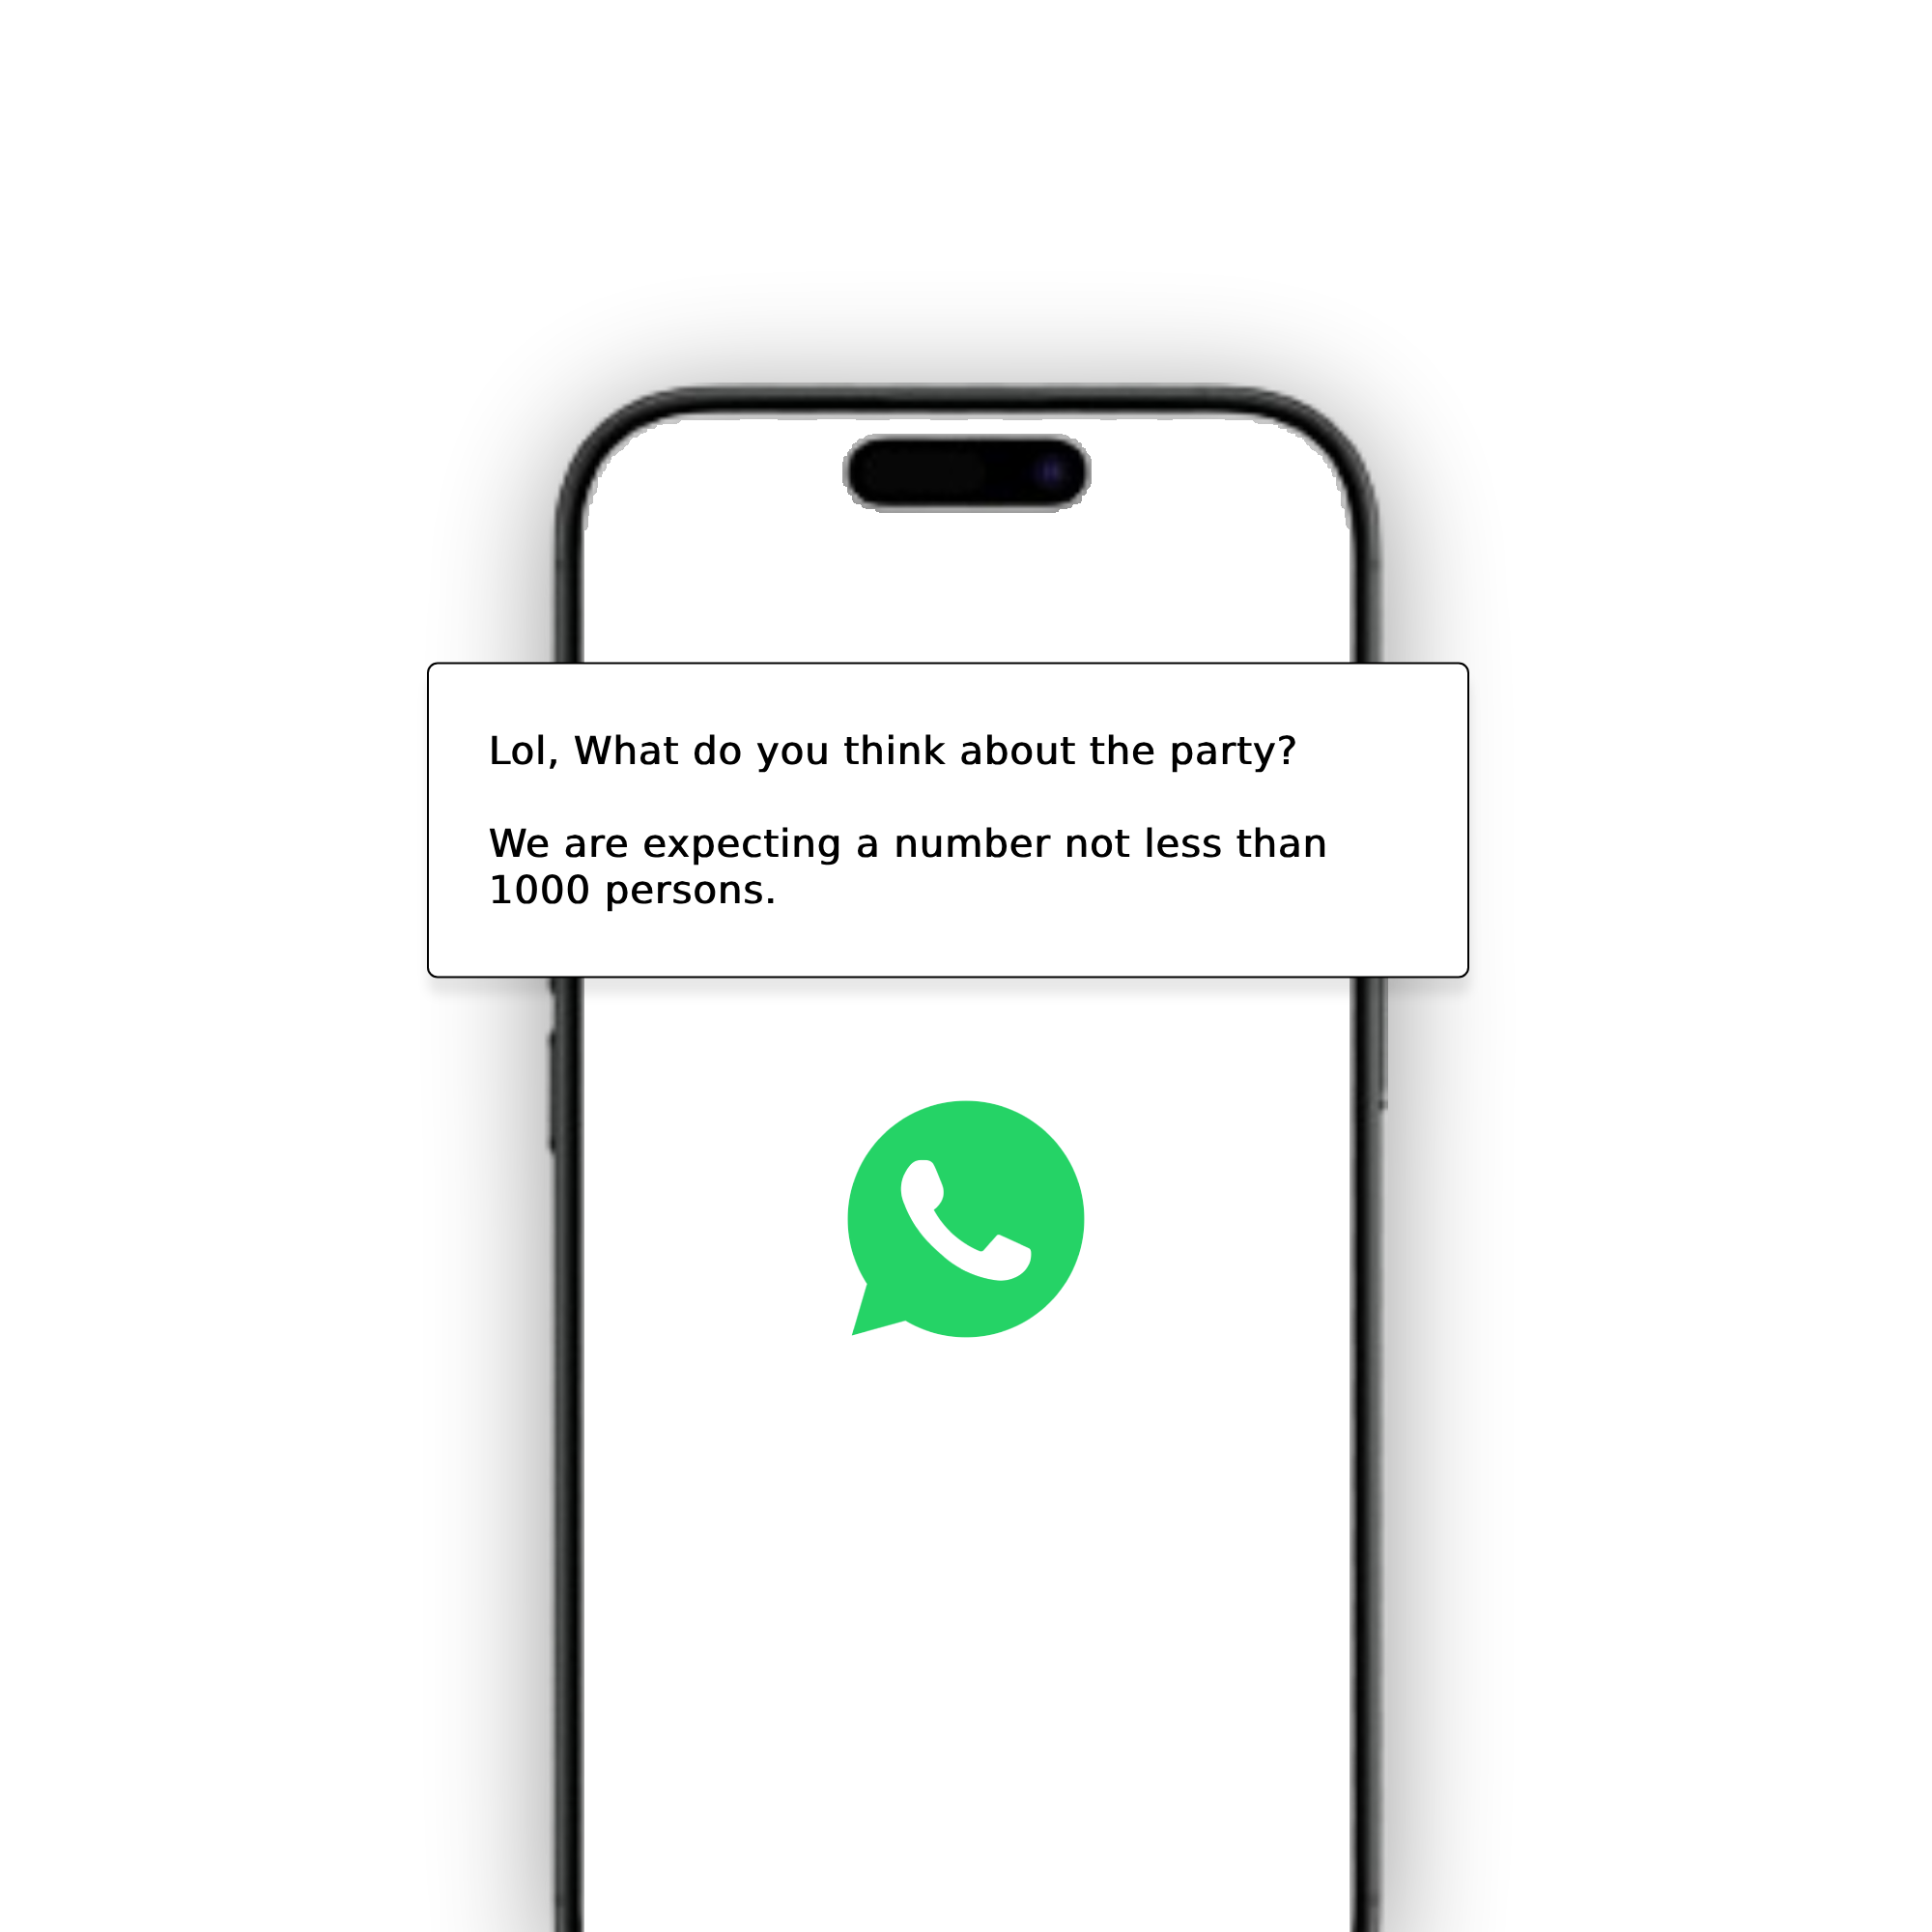 Lol, What do you think about the party?
We are expecting a number not less than
1000 persons.